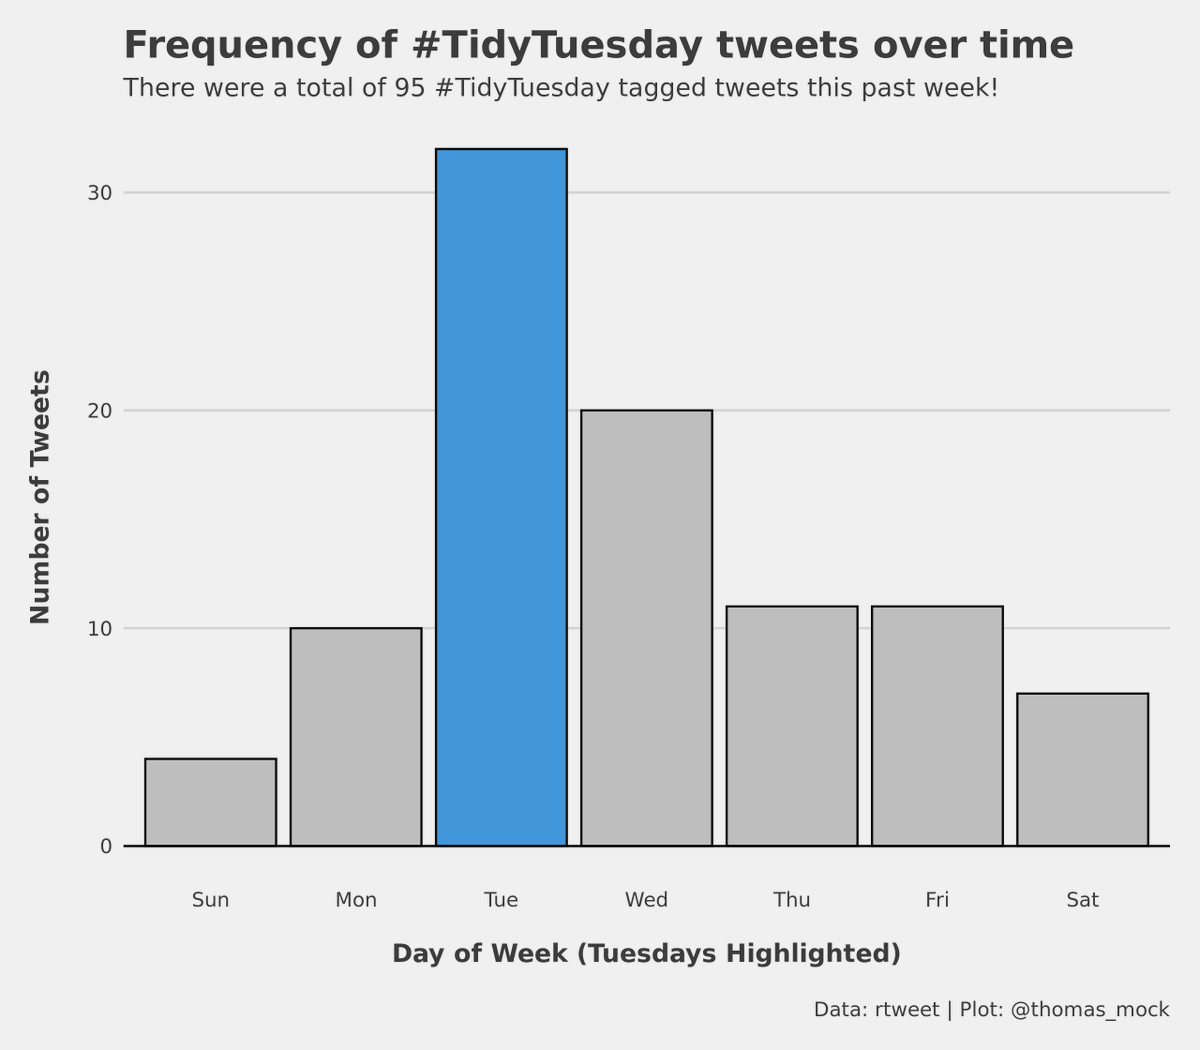 Frequency of #TidyTuesday tweets over time
There were a total of 95 #TidyTuesday tagged tweets this past week!
30
20
10
0
Number of Tweets
Sun Mon Tue Wed Thu Fri Sat
Day of Week (Tuesdays Highlighted)
Data: rtweet | Plot: @thomas_mock